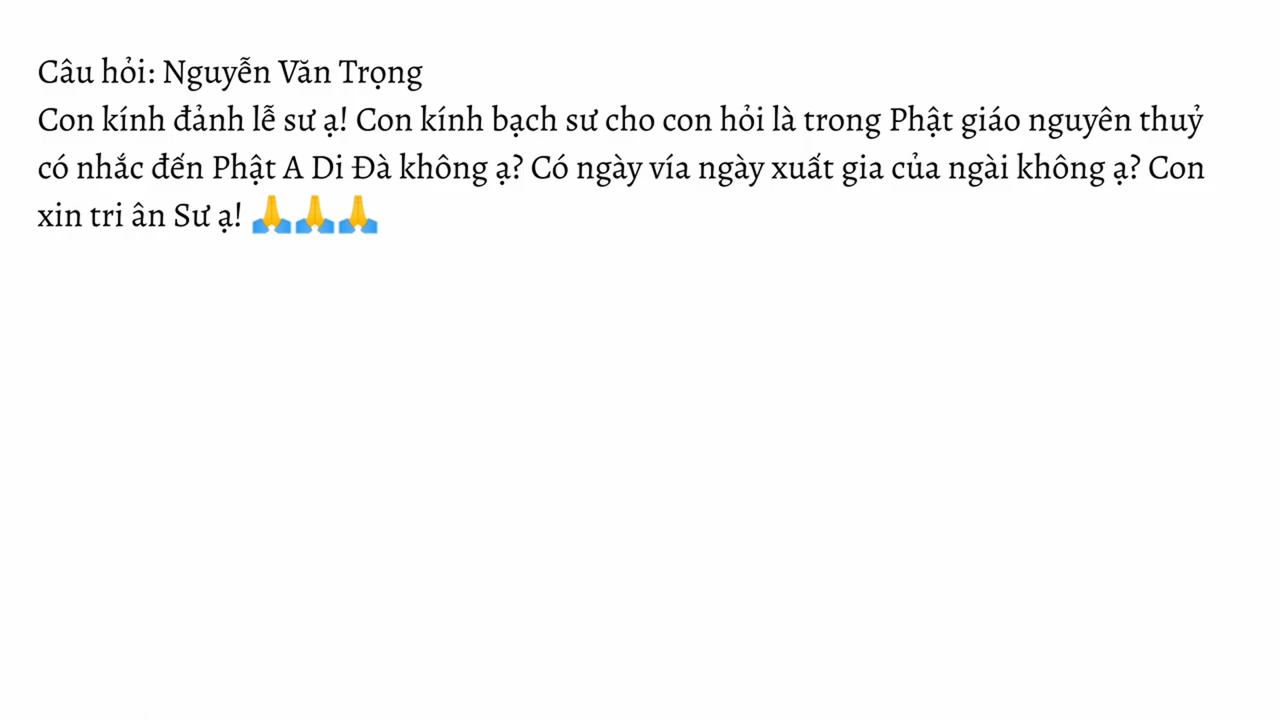 Câu hỏi: Nguyễn Văn Trọng
Con kính đảnh lễ sư ạ! Con kính bạch sư cho con hỏi là trong Phật giáo nguyên thuỷ
có nhắc đến Phật A Di Đà không ạ? Có ngày vía ngày xuất gia của ngài không ạ? Con
xin tri ân Sư ạ! 🙏🙏🙏